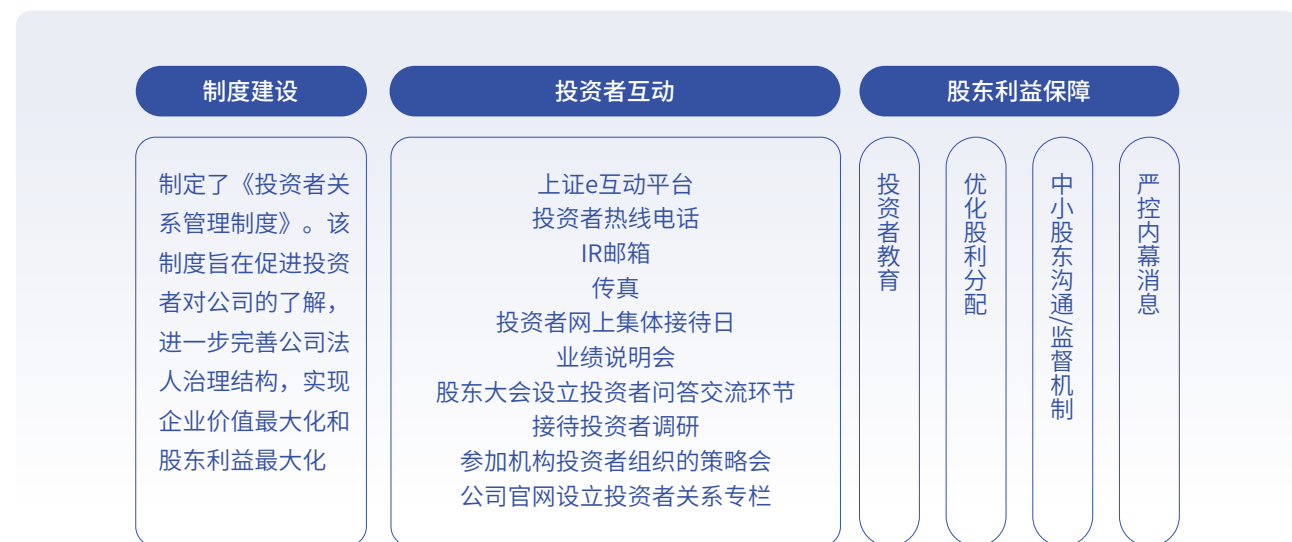 制度建设
制定了《投资者关
系管理制度》。该
制度旨在促进投资
者对公司的了解，
进一步完善公司法
人治理结构，实现
企业价值最大化和
股东利益最大化
投资者互动
上证e互动平台
投资者热线电话
IR邮箱
传真
投资者网上集体接待日
业绩说明会
股东大会设立投资者问答交流环节
接待投资者调研
参加机构投资者组织的策略会
公司官网设立投资者关系专栏
股东利益保障
投资者教育
优化股利分配
中小股东沟通/监督机制
严控内幕消息